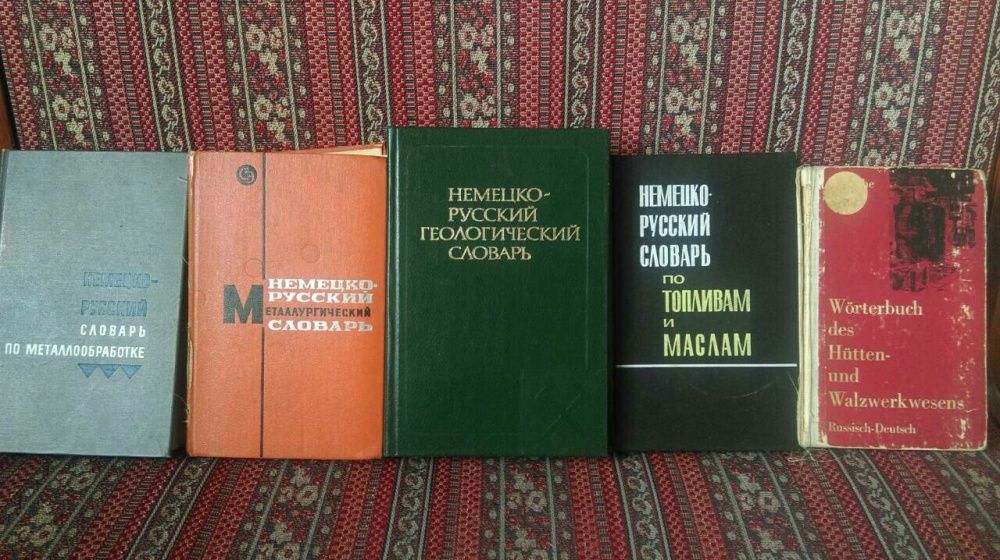 НЕМЕЦКО-
РУССКИЙ
СЛОВАРЬ
ПО МЕТАЛЛООБРАБОТКЕ
НЕМЕЦКО-
РУССКИЙ
МЕТАЛЛУРГИЧЕСКИЙ
СЛОВАРЬ
НЕМЕЦКО-
РУССКИЙ
ГЕОЛОГИЧЕСКИЙ
СЛОВАРЬ
НЕМЕЦКО-
РУССКИЙ
СЛОВАРЬ
ПО
ТОПЛИВАМ
И
МАСЛАМ
Wörterbuch
des
Hütten-
und
Walzwerkwesens
Russisch-Deutsch